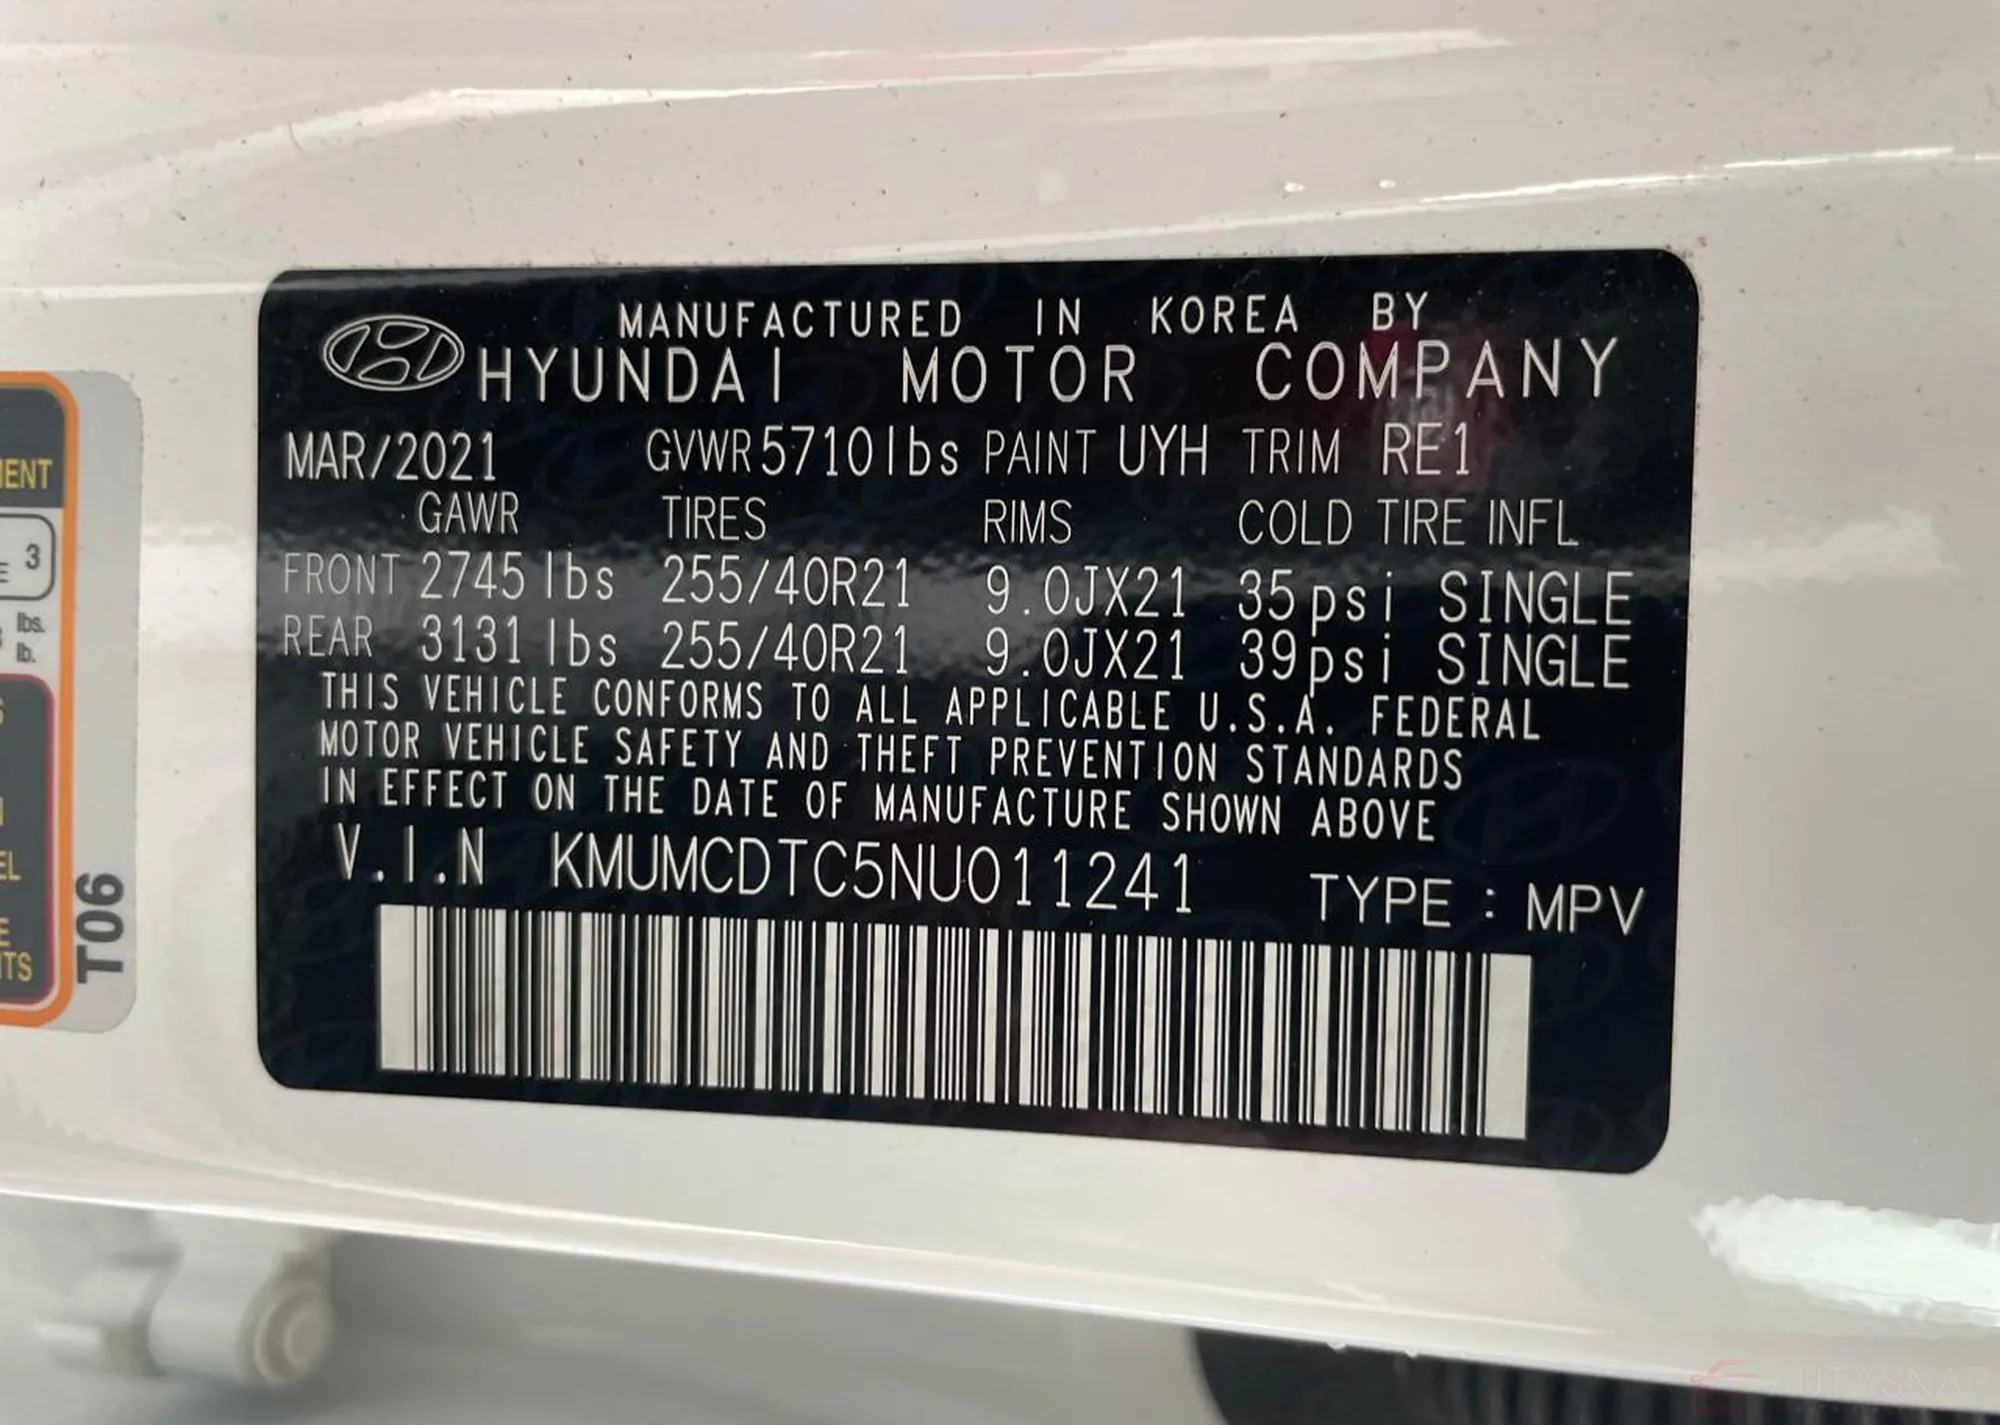 MANUFACTURED IN KOREA BY
HYUNDAI MOTOR COMPANY
MAR/2021 GVWR 5710lbs PAINT UYH TRIM RE1
GAWR TIRES RIMS COLD TIRE INFL
FRONT 2745lbs 255/40R21 9.0JX21 35psi SINGLE
REAR 3131lbs 255/40R21 9.0JX21 39psi SINGLE
THIS VEHICLE CONFORMS TO ALL APPLICABLE U.S.A. FEDERAL
MOTOR VEHICLE SAFETY AND THEFT PREVENTION STANDARDS
IN EFFECT ON THE DATE OF MANUFACTURE SHOWN ABOVE
V.I.N KMUMCDTC5NU011241 TYPE : MPV
3
lbs.
lb.
T06